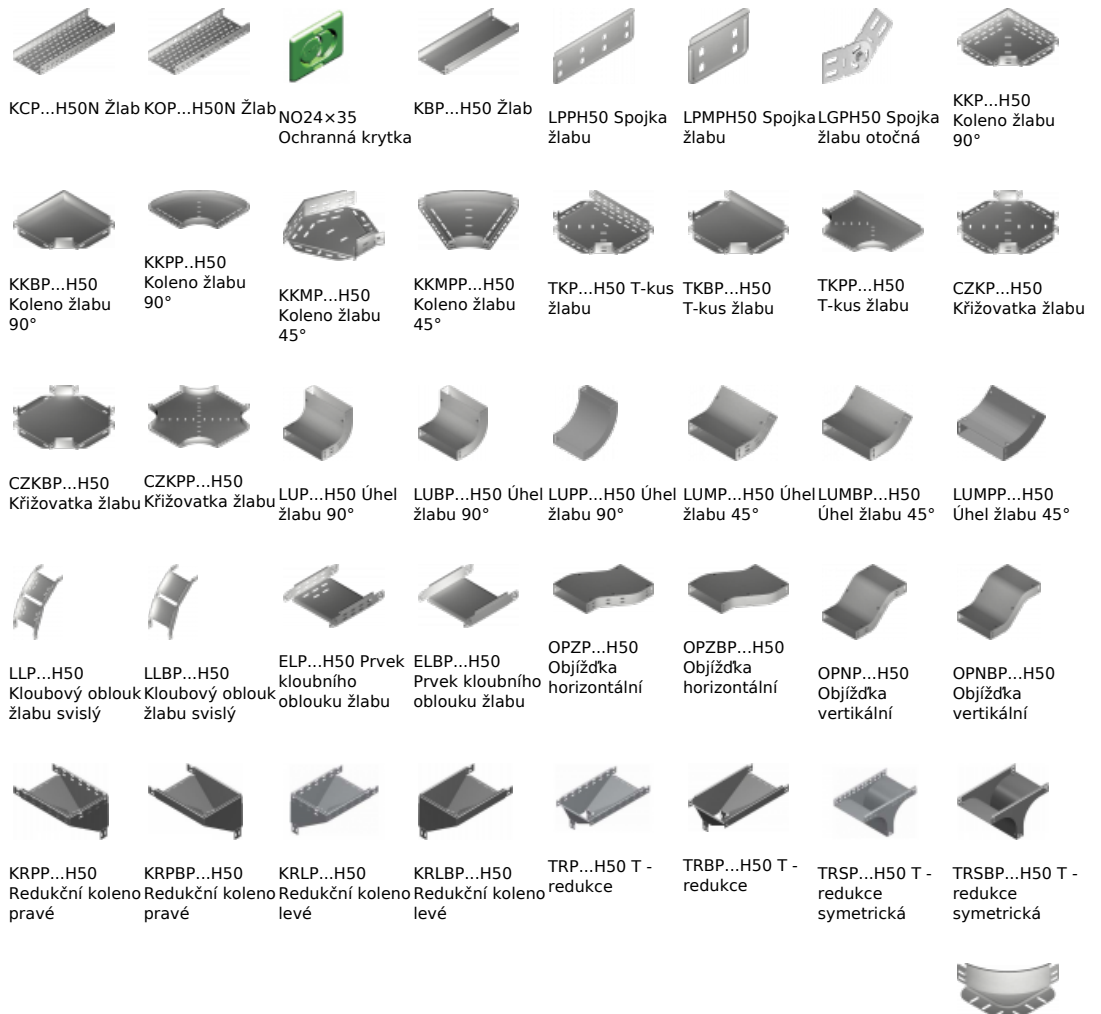 KCP...H50N Žlab
KOP...H50N Žlab
NO24×35
Ochranná krytka
KBP...H50 Žlab
LPPH50 Spojka
žlabu
LPMPH50 Spojka
žlabu
LGPH50 Spojka
žlabu otočná
KKP...H50
Koleno žlabu
90°
KKBP...H50
Koleno žlabu
90°
KKPP..H50
Koleno žlabu
90°
KKMP...H50
Koleno žlabu
45°
KKMPP...H50
Koleno žlabu
45°
TKP...H50 T-kus
žlabu
TKBP...H50
T-kus žlabu
TKPP...H50
T-kus žlabu
CZKP...H50
Křižovatka žlabu
CZKBP...H50
Křižovatka žlabu
CZKPP...H50
Křižovatka žlabu
LUP...H50 Úhel
žlabu 90°
LUBP...H50 Úhel
žlabu 90°
LUPP...H50 Úhel
žlabu 90°
LUMP...H50 Úhel
žlabu 45°
LUMBP...H50
Úhel žlabu 45°
LUMPP...H50
Úhel žlabu 45°
LLP...H50
Kloubový oblouk
žlabu svislý
LLBP...H50
Kloubový oblouk
žlabu svislý
ELP...H50 Prvek
kloubního
oblouku žlabu
ELBP...H50
Prvek kloubního
oblouku žlabu
OPZP...H50
Objížďka
horizontální
OPZBP...H50
Objížďka
horizontální
OPNP...H50
Objížďka
vertikální
OPNBP...H50
Objížďka
vertikální
KRPP...H50
Redukční koleno
pravé
KRPBP...H50
Redukční koleno
pravé
KRLP...H50
Redukční koleno
levé
KRLBP...H50
Redukční koleno
levé
TRP...H50 T -
redukce
TRBP...H50 T -
redukce
TRSP...H50 T -
redukce
symetrická
TRSBP...H50 T -
redukce
symetrická